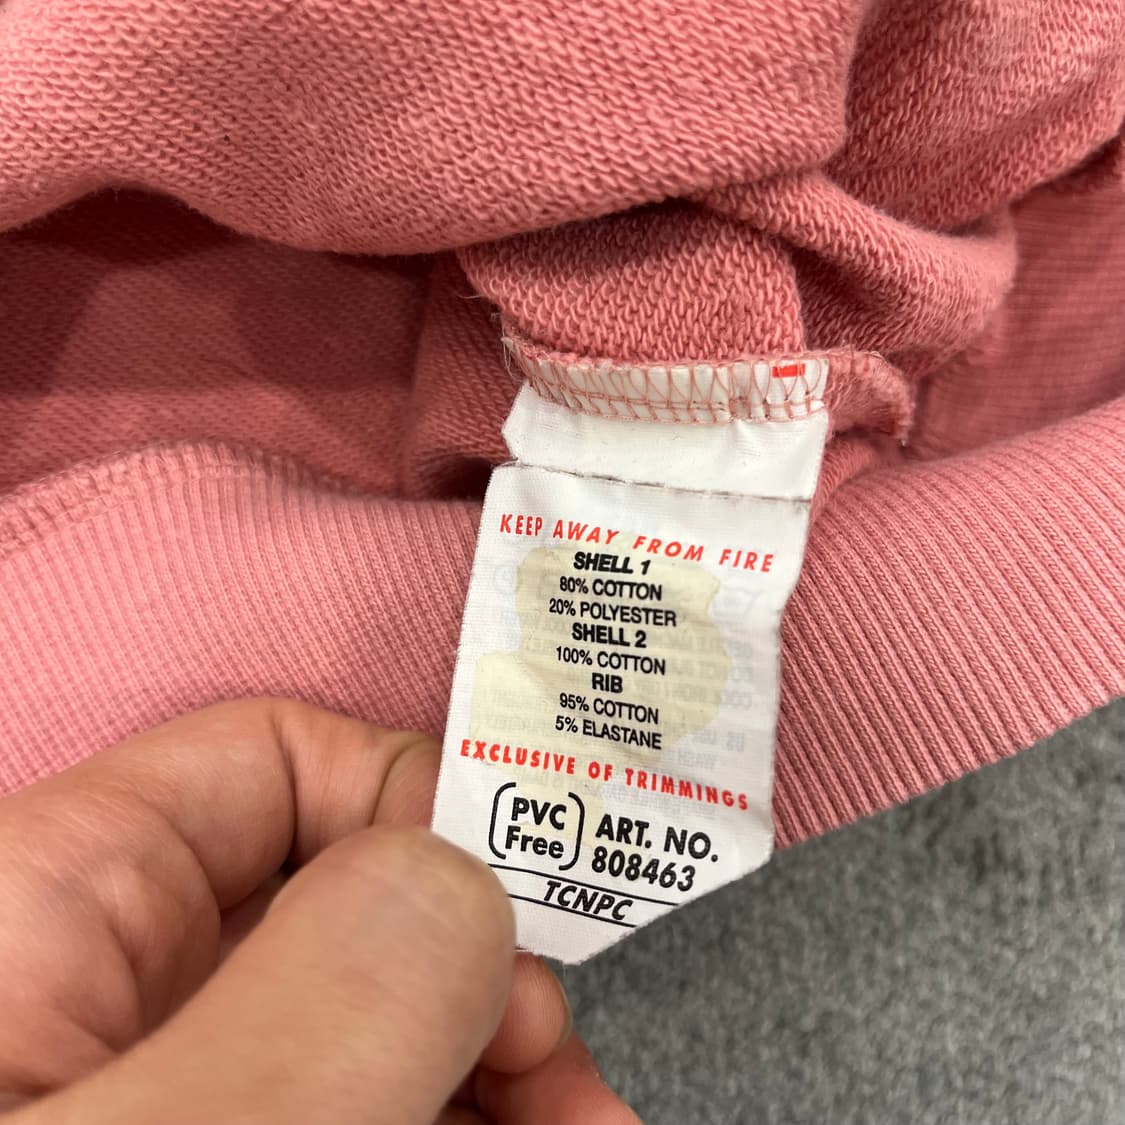 KEEP AWAY FROM FIRE
SHELL 1
80% COTTON
20% POLYESTER
SHELL 2
100% COTTON
RIB
95% COTTON
5% ELASTANE
EXCLUSIVE OF TRIMMINGS
PVC
Free
ART. NO.
808463
TCNPC